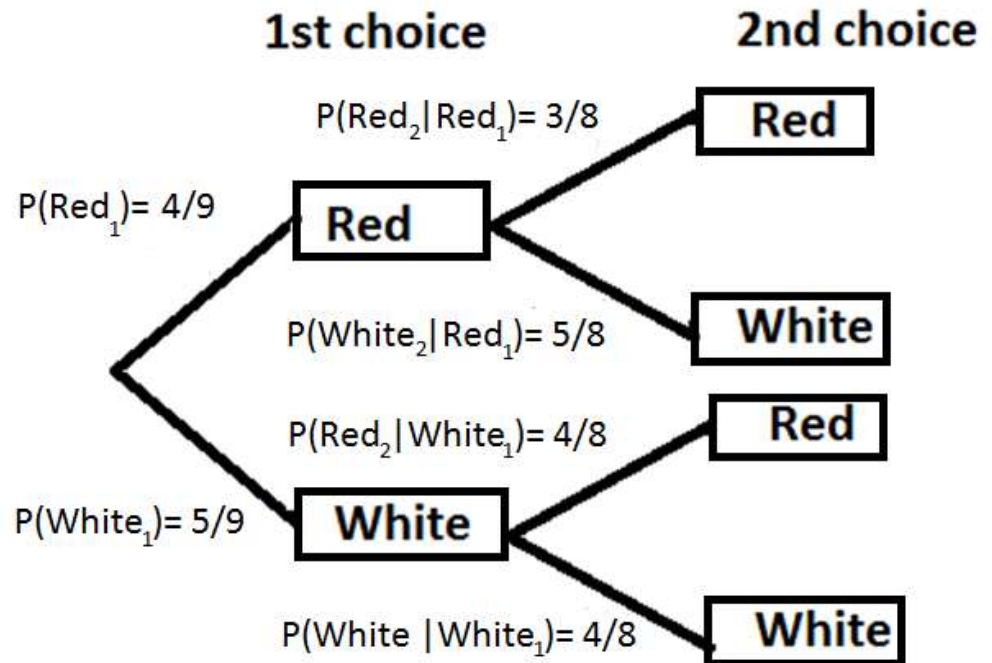 1st choice 2nd choice
P(Red₂|Red₁)= 3/8
Red
P(Red₁)= 4/9
Red
P(White₂|Red₁)= 5/8
White
Red
P(Red₂|White₁)= 4/8
P(White₁)= 5/9
White
P(White |White₁)= 4/8
White